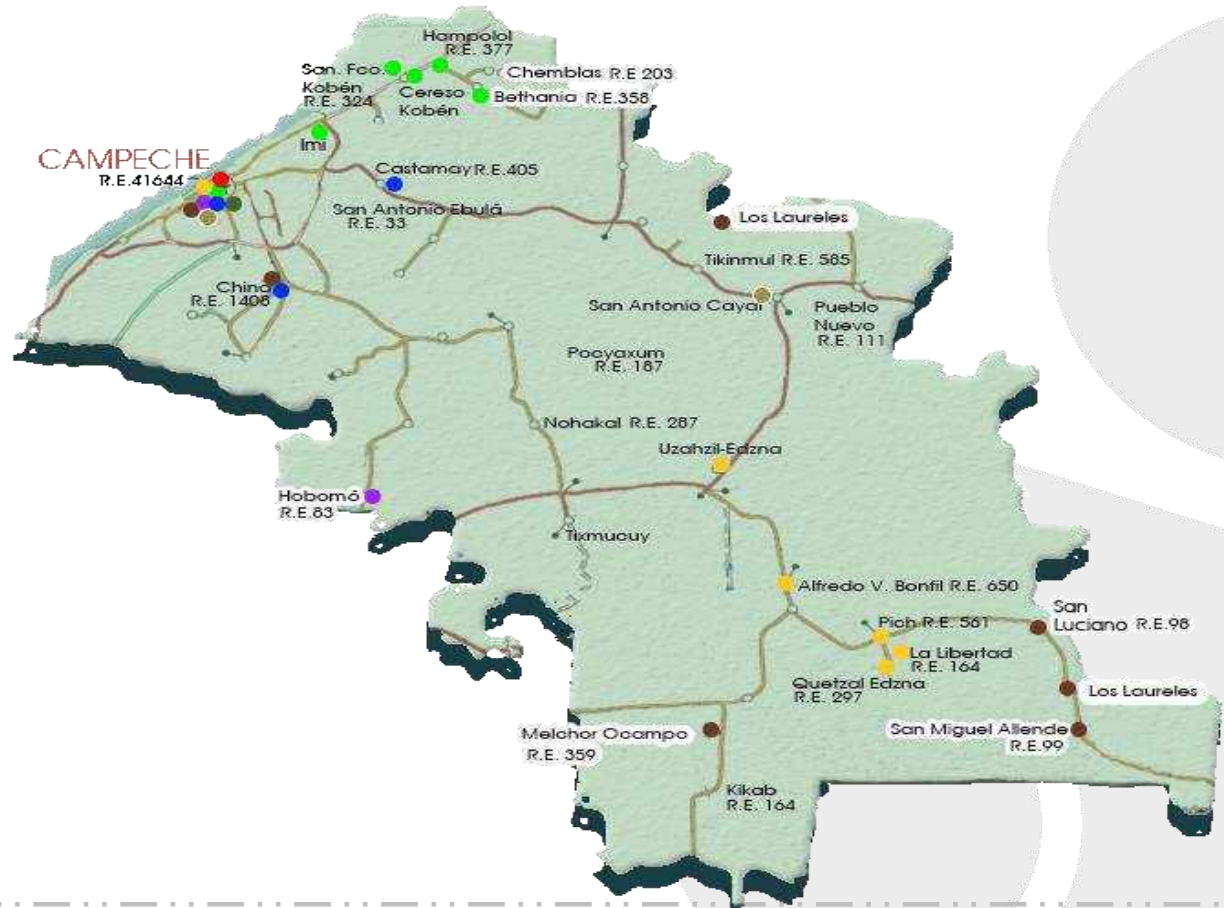 Hampolol
R.E. 377
San. Fco.
Kobén
R.E. 324
Cereso
Kobén
Chemblas R.E 203
Bethania R.E.358
Imi
CAMPECHE
R.E.41644
Castamay R.E.405
San Antonio Ebulá
R.E. 33
Los Laureles
Tikinmul R.E. 585
China
R.E. 1408
San Antonio Cayal
Pueblo
Nuevo
R.E. 111
Pocyaxum
R.E. 187
Nohakal R.E. 287
Uzahzil-Edzna
Hobomó
R.E.83
Tixmucuy
Alfredo V. Bonfil R.E. 650
San
Luciano R.E.98
Pich R.E. 561
La Libertad
R.E. 164
Quetzal Edzna
R.E. 297
Los Laureles
Melchor Ocampo
R.E. 359
San Miguel Allende
R.E.99
Kikab
R.E. 164